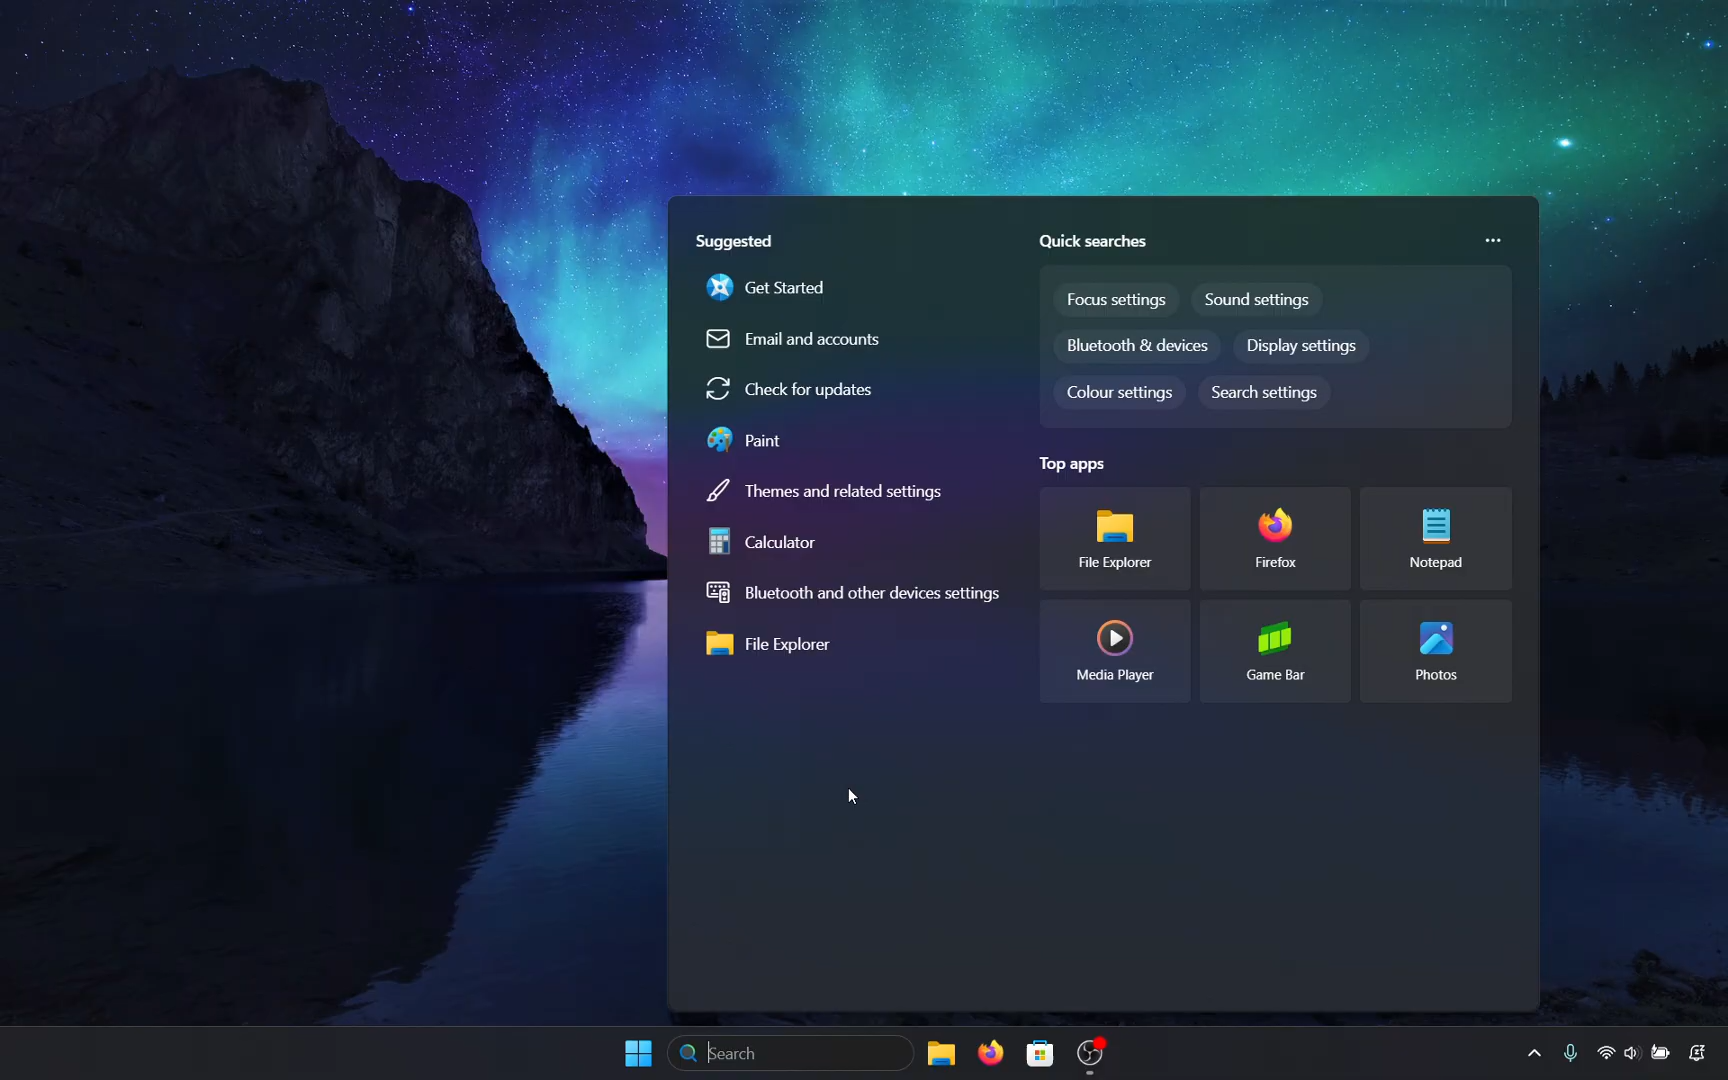 Suggested
Get Started
Email and accounts
Check for updates
Paint
Themes and related settings
Calculator
Bluetooth and other devices settings
File Explorer
Quick searches
Focus settings
Sound settings
Bluetooth & devices
Display settings
Colour settings
Search settings
Top apps
File Explorer
Firefox
Notepad
Media Player
Game Bar
Photos
Search